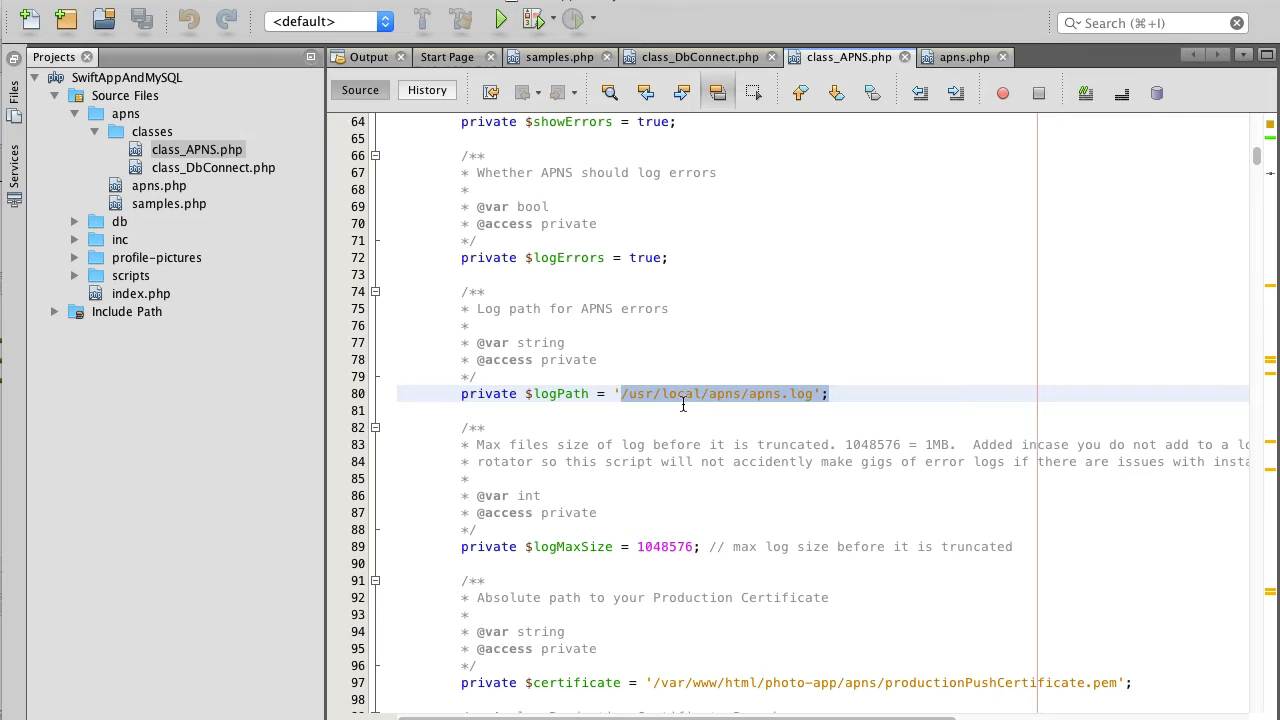 <default>
Search (⌘+I)
Projects
Output
Start Page
samples.php
class_DbConnect.php
class_APNS.php
apns.php
Files
Services
SwiftAppAndMySQL
Source Files
apns
classes
class_APNS.php
class_DbConnect.php
apns.php
samples.php
db
inc
profile-pictures
scripts
index.php
Include Path
Source
History
64 private $showErrors = true;
65
66 /**
67 * Whether APNS should log errors
68 *
69 * @var bool
70 * @access private
71 */
72 private $logErrors = true;
73
74 /**
75 * Log path for APNS errors
76 *
77 * @var string
78 * @access private
79 */
80 private $logPath = '/usr/local/apns/apns.log';
81
82 /**
83 * Max files size of log before it is truncated. 1048576 = 1MB.  Added incase you do not add to a lo
84 * rotator so this script will not accidently make gigs of error logs if there are issues with insta
85 *
86 * @var int
87 * @access private
88 */
89 private $logMaxSize = 1048576; // max log size before it is truncated
90
91 /**
92 * Absolute path to your Production Certificate
93 *
94 * @var string
95 * @access private
96 */
97 private $certificate = '/var/www/html/photo-app/apns/productionPushCertificate.pem';
98